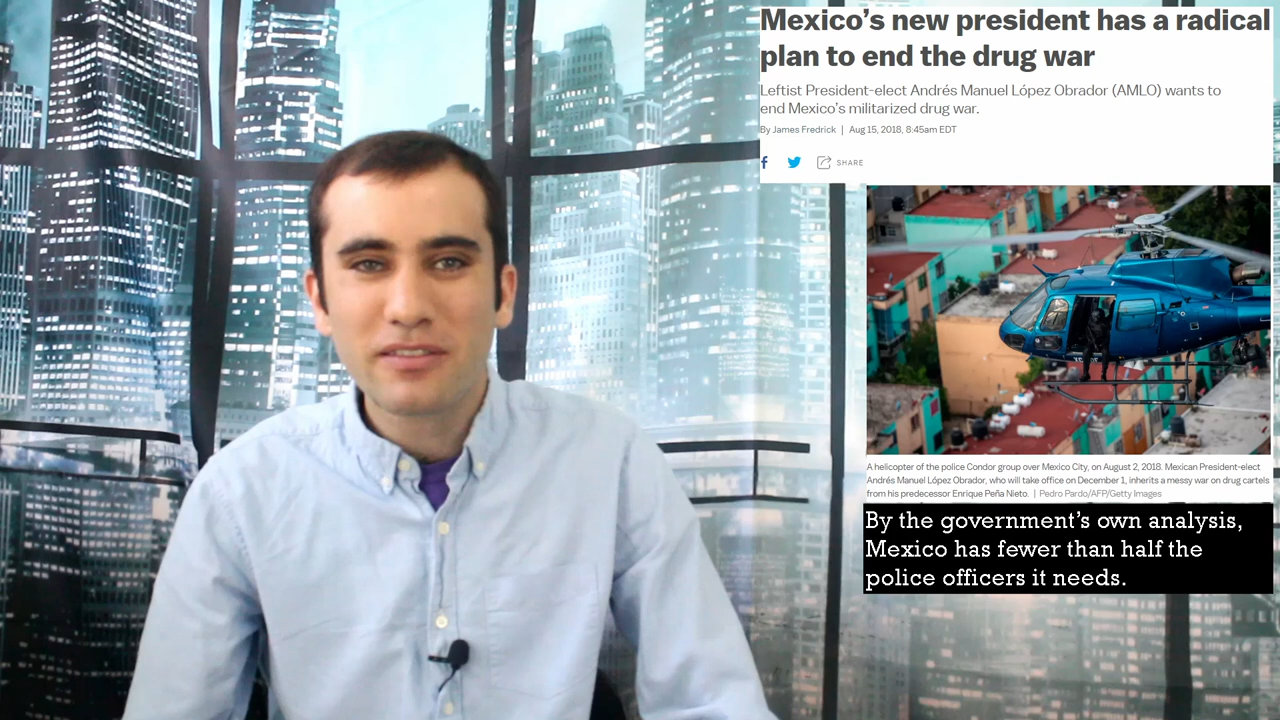 Mexico’s new president has a radical
plan to end the drug war
Leftist President-elect Andrés Manuel López Obrador (AMLO) wants to
end Mexico’s militarized drug war.
By James Fredrick | Aug 15, 2018, 8:45am EDT
SHARE
A helicopter of the police Condor group over Mexico City, on August 2, 2018. Mexican President-elect
Andrés Manuel López Obrador, who will take office on December 1, inherits a messy war on drug cartels
from his predecessor Enrique Peña Nieto. | Pedro Pardo/AFP/Getty Images
By the government’s own analysis,
Mexico has fewer than half the
police officers it needs.